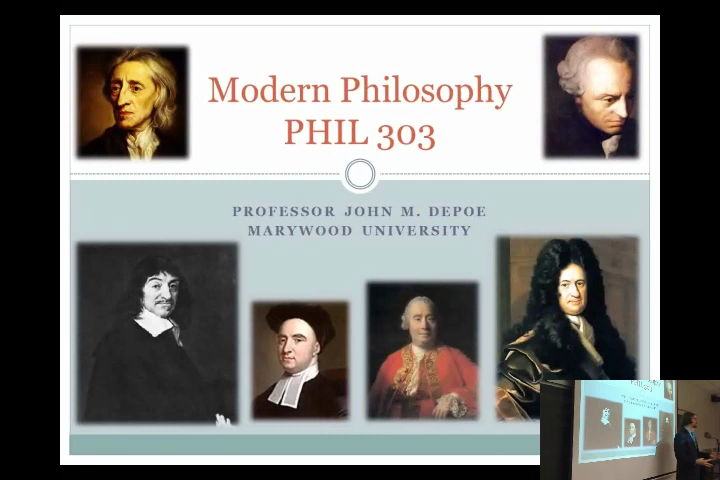 Modern Philosophy
PHIL 303
PROFESSOR JOHN M. DEPOE
MARYWOOD UNIVERSITY